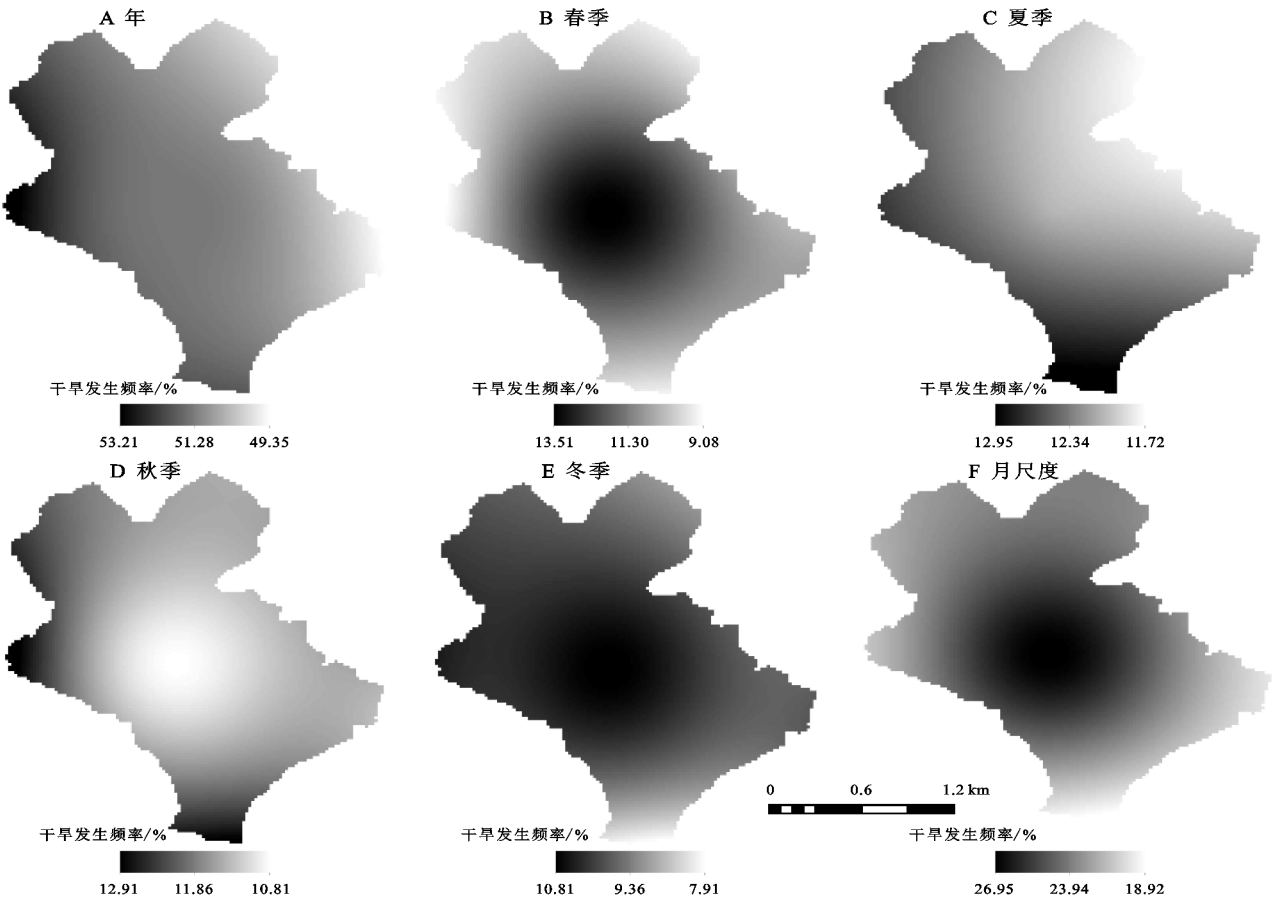 A 年
B 春季
C 夏季
干旱发生频率/%
53.21 51.28 49.35
干旱发生频率/%
13.51 11.30 9.08
干旱发生频率/%
12.95 12.34 11.72
D 秋季
E 冬季
F 月尺度
0 0.6 1.2 km
干旱发生频率/%
12.91 11.86 10.81
干旱发生频率/%
10.81 9.36 7.91
干旱发生频率/%
26.95 23.94 18.92